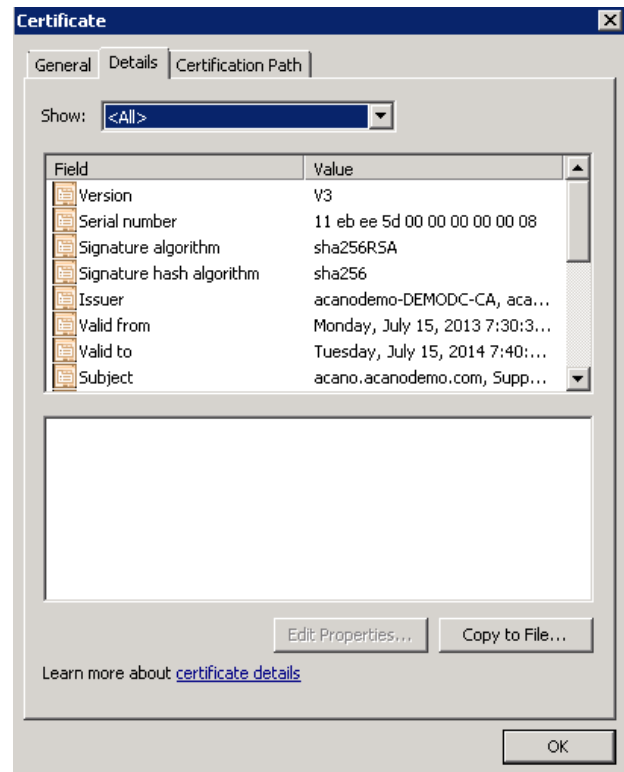 Certificate
General Details Certification Path
Show: <All>
Field Value
Version V3
Serial number 11 eb ee 5d 00 00 00 00 00 08
Signature algorithm sha256RSA
Signature hash algorithm sha256
Issuer acanodemo-DEMODC-CA, aca...
Valid from Monday, July 15, 2013 7:30:3...
Valid to Tuesday, July 15, 2014 7:40:...
Subject acano.acanodemo.com, Supp...
Edit Properties... Copy to File...
Learn more about certificate details
OK